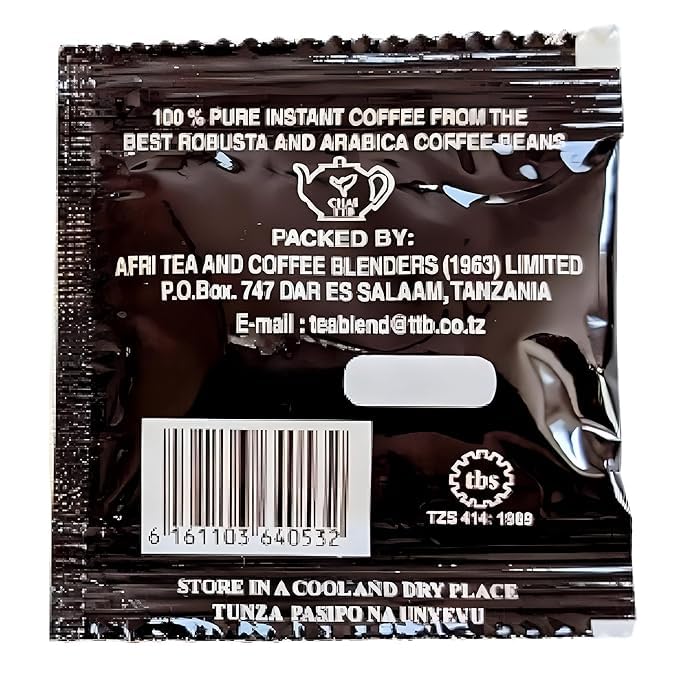 100 % PURE INSTANT COFFEE FROM THE
BEST ROBUSTA AND ARABICA COFFEE BEANS
CHAI
TTB
PACKED BY:
AFRI TEA AND COFFEE BLENDERS (1963) LIMITED
P.O.Box. 747 DAR ES SALAAM, TANZANIA
E-mail : teablend@ttb.co.tz
6 161103 640532
tbs
TZS 414: 1989
STORE IN A COOL AND DRY PLACE
TUNZA PASIPO NA UNYEVU